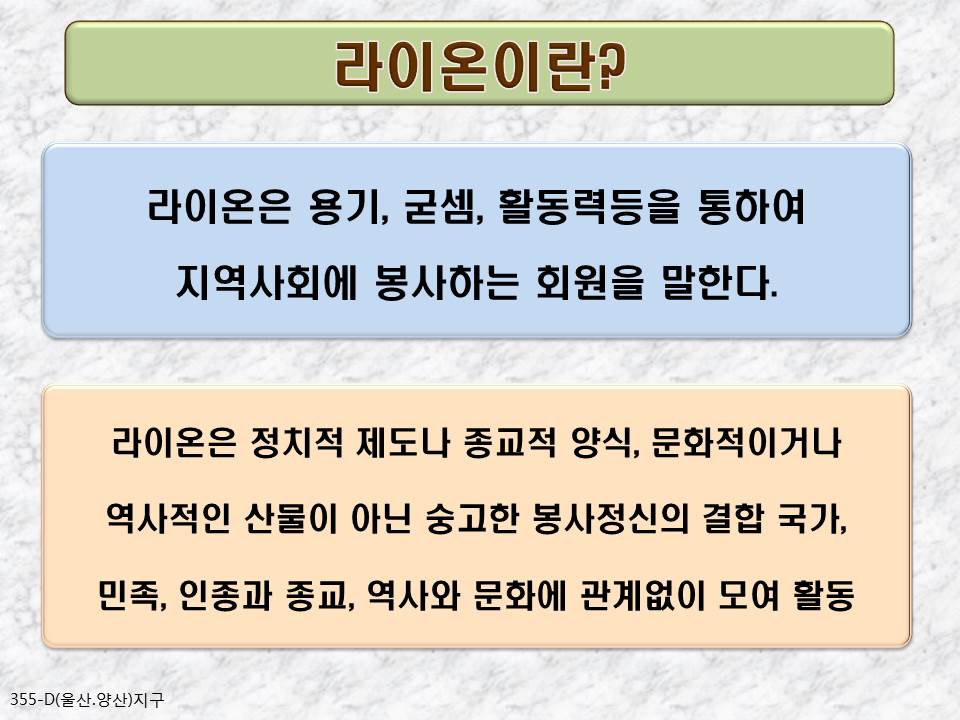 라이온이란?
라이온은 용기, 굳셈, 활동력등을 통하여
지역사회에 봉사하는 회원을 말한다.
라이온은 정치적 제도나 종교적 양식, 문화적이거나
역사적인 산물이 아닌 숭고한 봉사정신의 결합 국가,
민족, 인종과 종교, 역사와 문화에 관계없이 모여 활동
355-D(울산.양산)지구